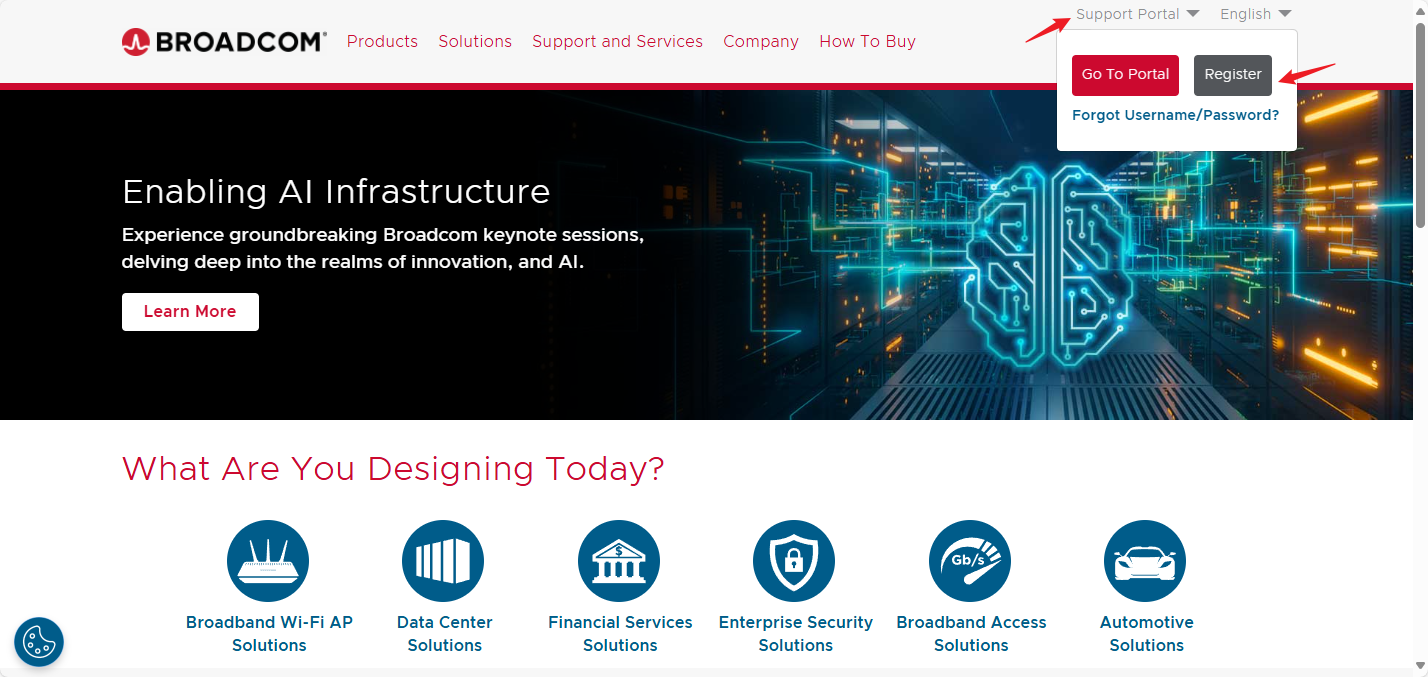 Support Portal English
BROADCOM Products Solutions Support and Services Company How To Buy
Go To Portal Register
Forgot Username/Password?
Enabling AI Infrastructure
Experience groundbreaking Broadcom keynote sessions,
delving deep into the realms of innovation, and AI.
Learn More
What Are You Designing Today?
$
Gb/s
Broadband Wi-Fi AP
Solutions
Data Center
Solutions
Financial Services
Solutions
Enterprise Security
Solutions
Broadband Access
Solutions
Automotive
Solutions